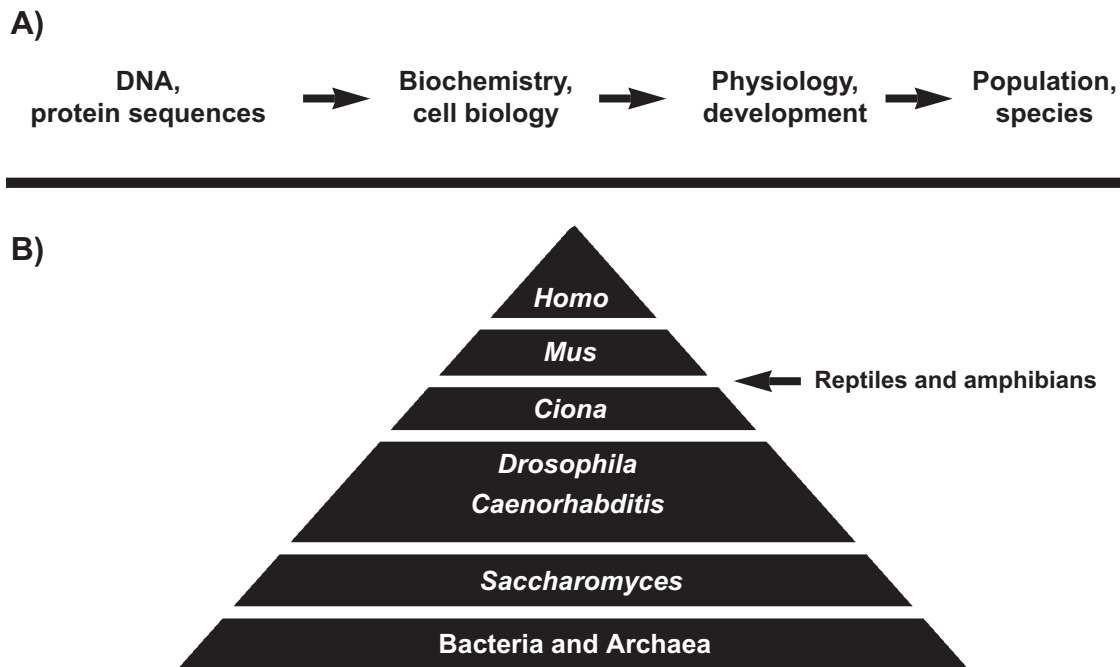 A)
DNA,
protein sequences
Biochemistry,
cell biology
Physiology,
development
Population,
species
B)
Homo
Mus
Reptiles and amphibians
Ciona
Drosophila
Caenorhabditis
Saccharomyces
Bacteria and Archaea